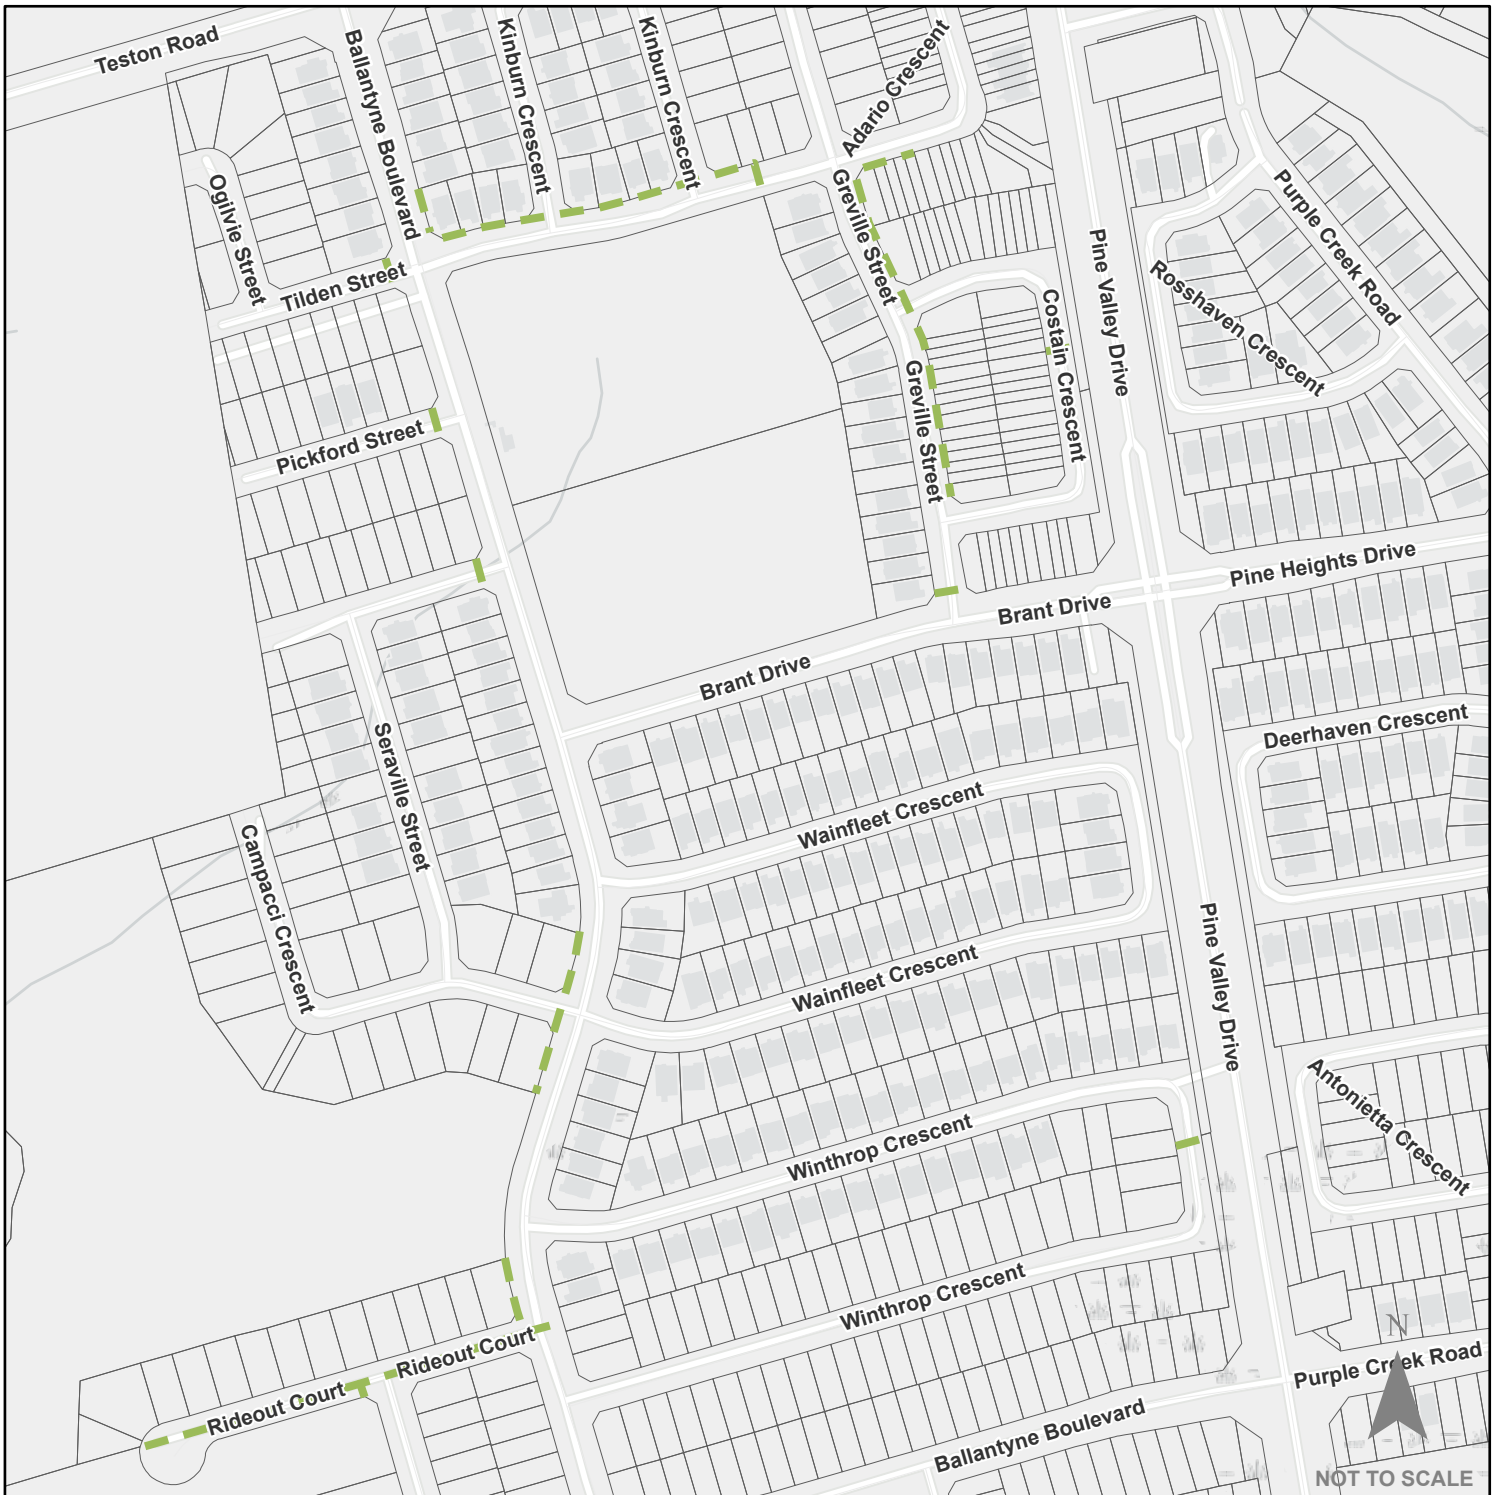 Teston Road
Ballantyne Boulevard
Kinburn Crescent
Kinburn Crescent
Adario Crescent
Ogilvie Street
Tilden Street
Greville Street
Pine Valley Drive
Purple Creek Road
Rosshaven Crescent
Costain Crescent
Greville Street
Pickford Street
Pine Heights Drive
Brant Drive
Brant Drive
Deerhaven Crescent
Seraville Street
Wainfleet Crescent
Campacci Crescent
Wainfleet Crescent
Pine Valley Drive
Antonietta Crescent
Winthrop Crescent
Winthrop Crescent
Rideout Court
Rideout Court
Purple Creek Road
Ballantyne Boulevard
N
NOT TO SCALE